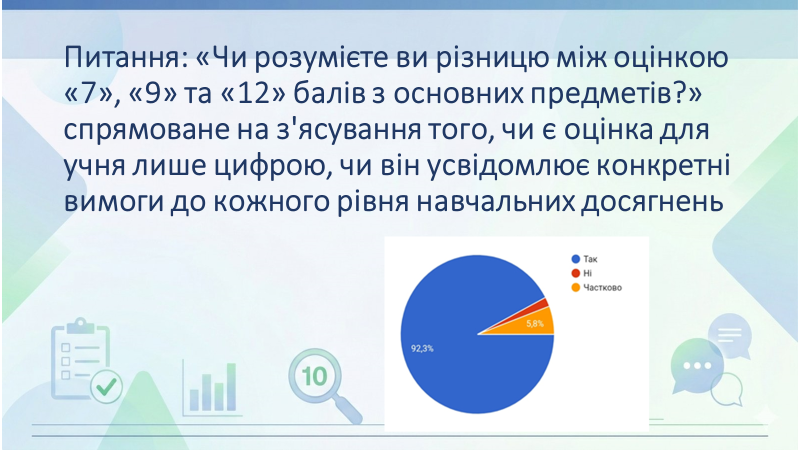 Питання: «Чи розумієте ви різницю між оцінкою
«7», «9» та «12» балів з основних предметів?»
спрямоване на з'ясування того, чи є оцінка для
учня лише цифрою, чи він усвідомлює конкретні
вимоги до кожного рівня навчальних досягнень
Так
Ні
Частково
5,8%
92,3%
10